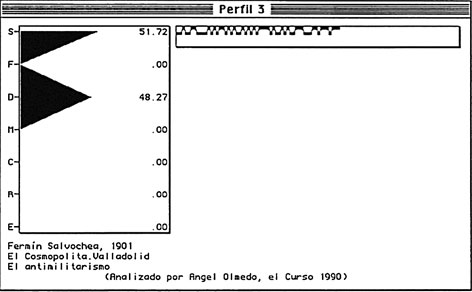 Perfil 3
S- 51.72
F- .00
D- 48.27
M- .00
C- .00
R- .00
E- .00
Fermín Salvochea, 1901
El Cosmopolita.Valladolid
El antimilitarismo
(Analizado por Angel Olmedo, el Curso 1990)